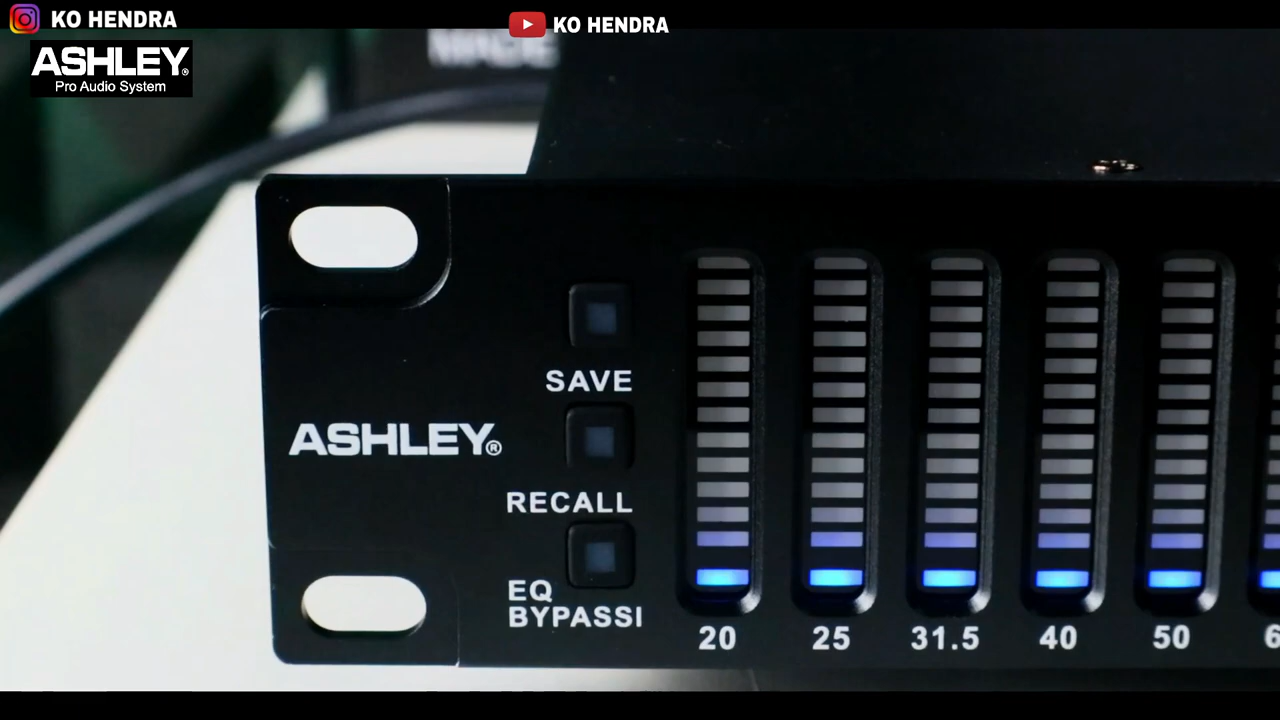 KO HENDRA
KO HENDRA
ASHLEY®
Pro Audio System
SAVE
ASHLEY®
RECALL
EQ
BYPASSI
20
25
31.5
40
50